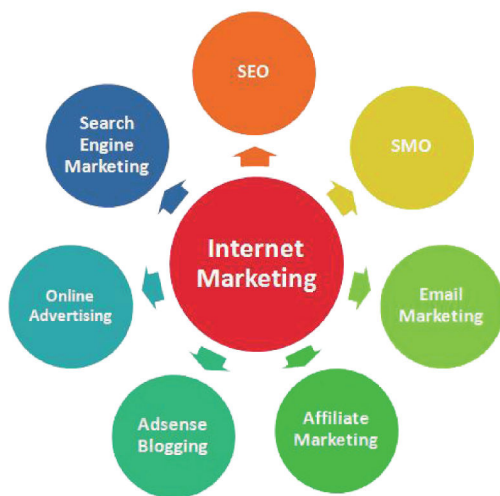 SEO
SMO
Search
Engine
Marketing
Internet
Marketing
Online
Advertising
Email
Marketing
Adsense
Blogging
Affiliate
Marketing